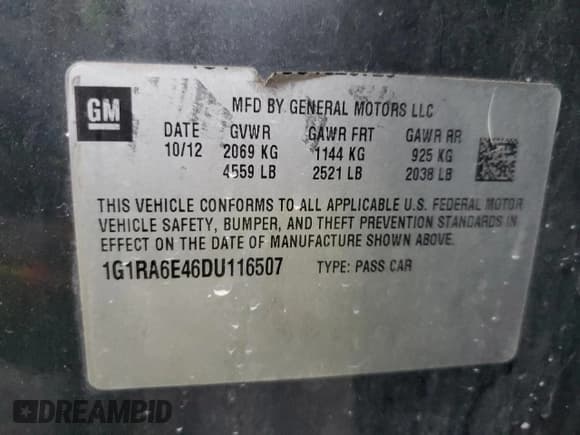 GM
MFD BY GENERAL MOTORS LLC
DATE GVWR GAWR FRT GAWR RR
10/12 2069 KG 1144 KG 925 KG
4559 LB 2521 LB 2038 LB
THIS VEHICLE CONFORMS TO ALL APPLICABLE U.S. FEDERAL MOTOR
VEHICLE SAFETY, BUMPER, AND THEFT PREVENTION STANDARDS IN
EFFECT ON THE DATE OF MANUFACTURE SHOWN ABOVE.
1G1RA6E46DU116507 TYPE: PASS CAR
DREAMBID